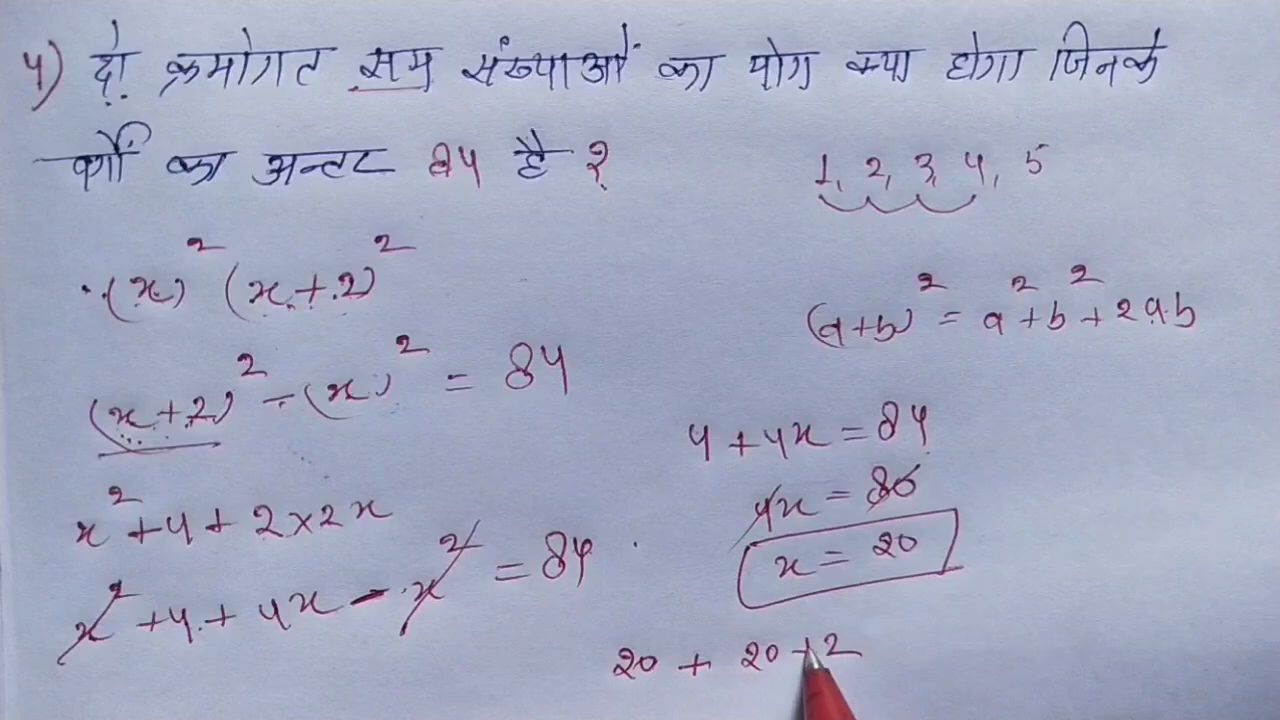 4) दो क्रमोगत सम संख्याओं का योग क्या होगा जिनके
वर्गों का अन्तर 84 है ?
1, 2, 3, 4, 5
(x)² (x+2)²
(a+b)² = a²+b²+2a.b
(x+2)² - (x)² = 84
x²+4+2×2x
x²+4+4x - x² = 84
4+4x = 84
4x = 80
x = 20
20 + 20+2